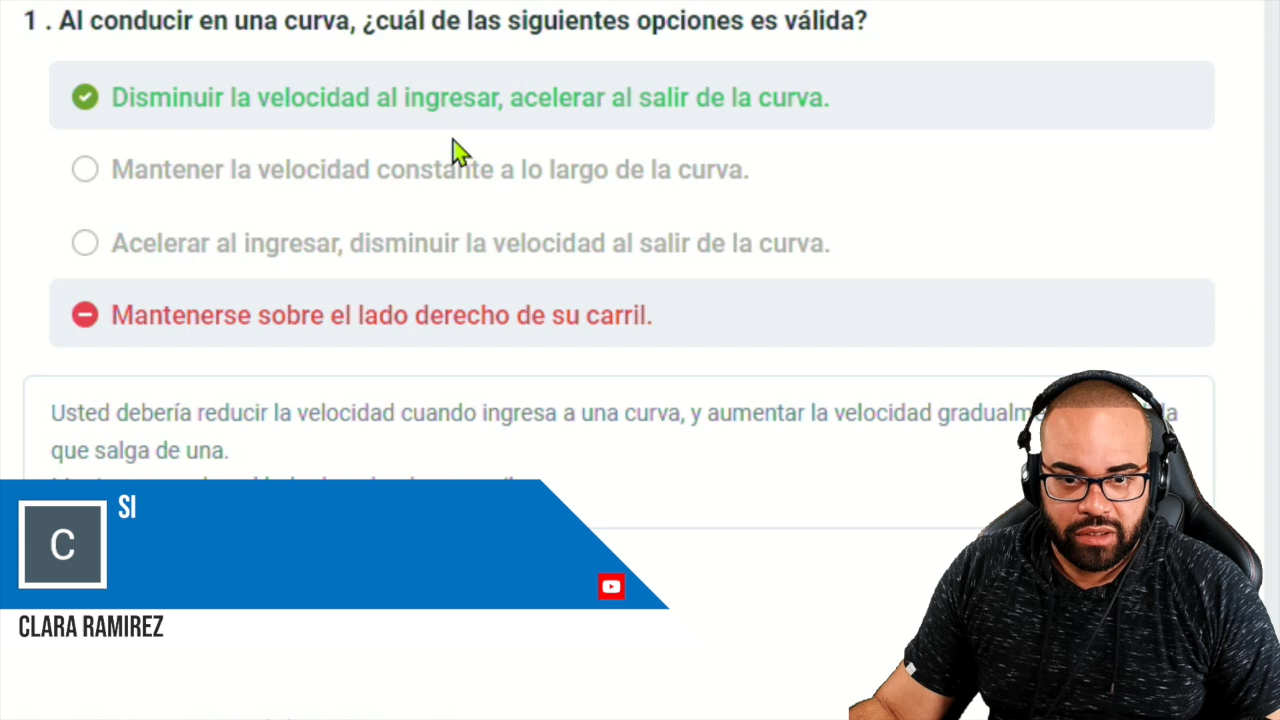 1 . Al conducir en una curva, ¿cuál de las siguientes opciones es válida?
Disminuir la velocidad al ingresar, acelerar al salir de la curva.
Mantener la velocidad constante a lo largo de la curva.
Acelerar al ingresar, disminuir la velocidad al salir de la curva.
Mantenerse sobre el lado derecho de su carril.
Usted debería reducir la velocidad cuando ingresa a una curva, y aumentar la velocidad
que salga de una.
SI
C
CLARA RAMIREZ